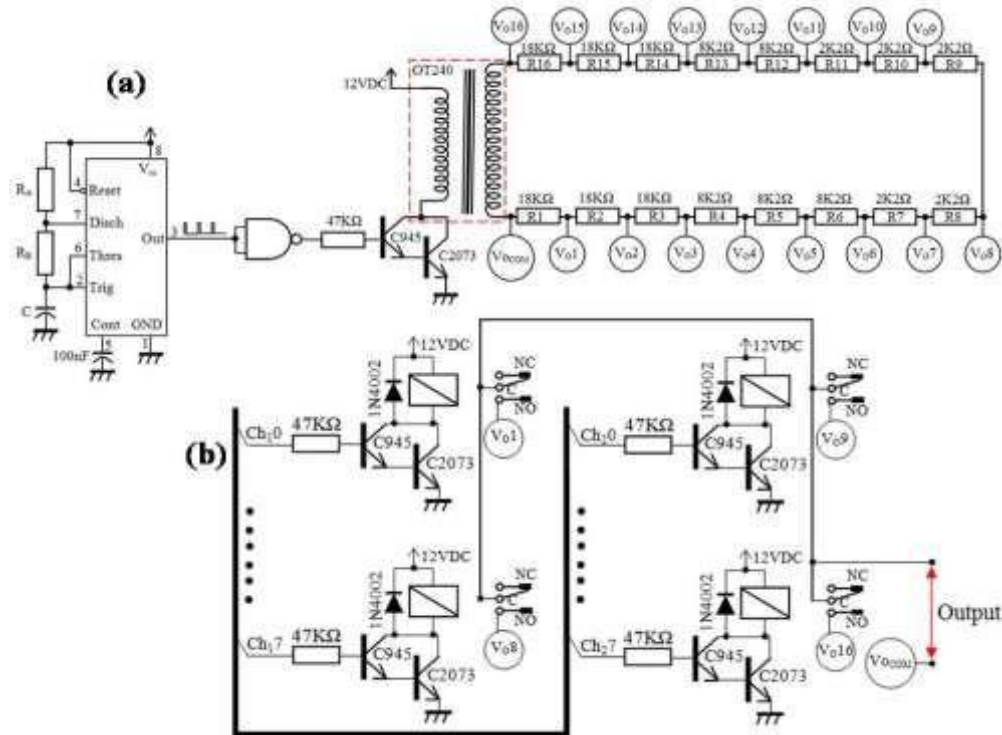 Vo16 Vo15 Vo14 Vo13 Vo12 Vo11 Vo10 Vo9
18KΩ 18KΩ 18KΩ 8K2Ω 8K2Ω 2K2Ω 2K2Ω 2K2Ω
R16 R15 R14 R13 R12 R11 R10 R9
OT240
12VDC
(a)
8
4
Reset
Ra
7
Disch
Out
3
6
Thres
2
Trig
C
Cont
GND
5
1
100nF
47KΩ
C945
C2073
18KΩ 18KΩ 18KΩ 8K2Ω 8K2Ω 8K2Ω 2K2Ω 2K2Ω
R1 R2 R3 R4 R5 R6 R7 R8
VoCOM Vo1 Vo2 Vo3 Vo4 Vo5 Vo6 Vo7 Vo8
(b)
12VDC
1N4002
NC
C
NO
Vo1
Ch10
47KΩ
C945
C2073
12VDC
1N4002
NC
C
NO
Vo9
Ch20
47KΩ
C945
C2073
12VDC
1N4002
NC
C
NO
Vo8
Ch17
47KΩ
C945
C2073
12VDC
1N4002
NC
C
NO
Vo16
Ch27
47KΩ
C945
C2073
Output
VoCOM